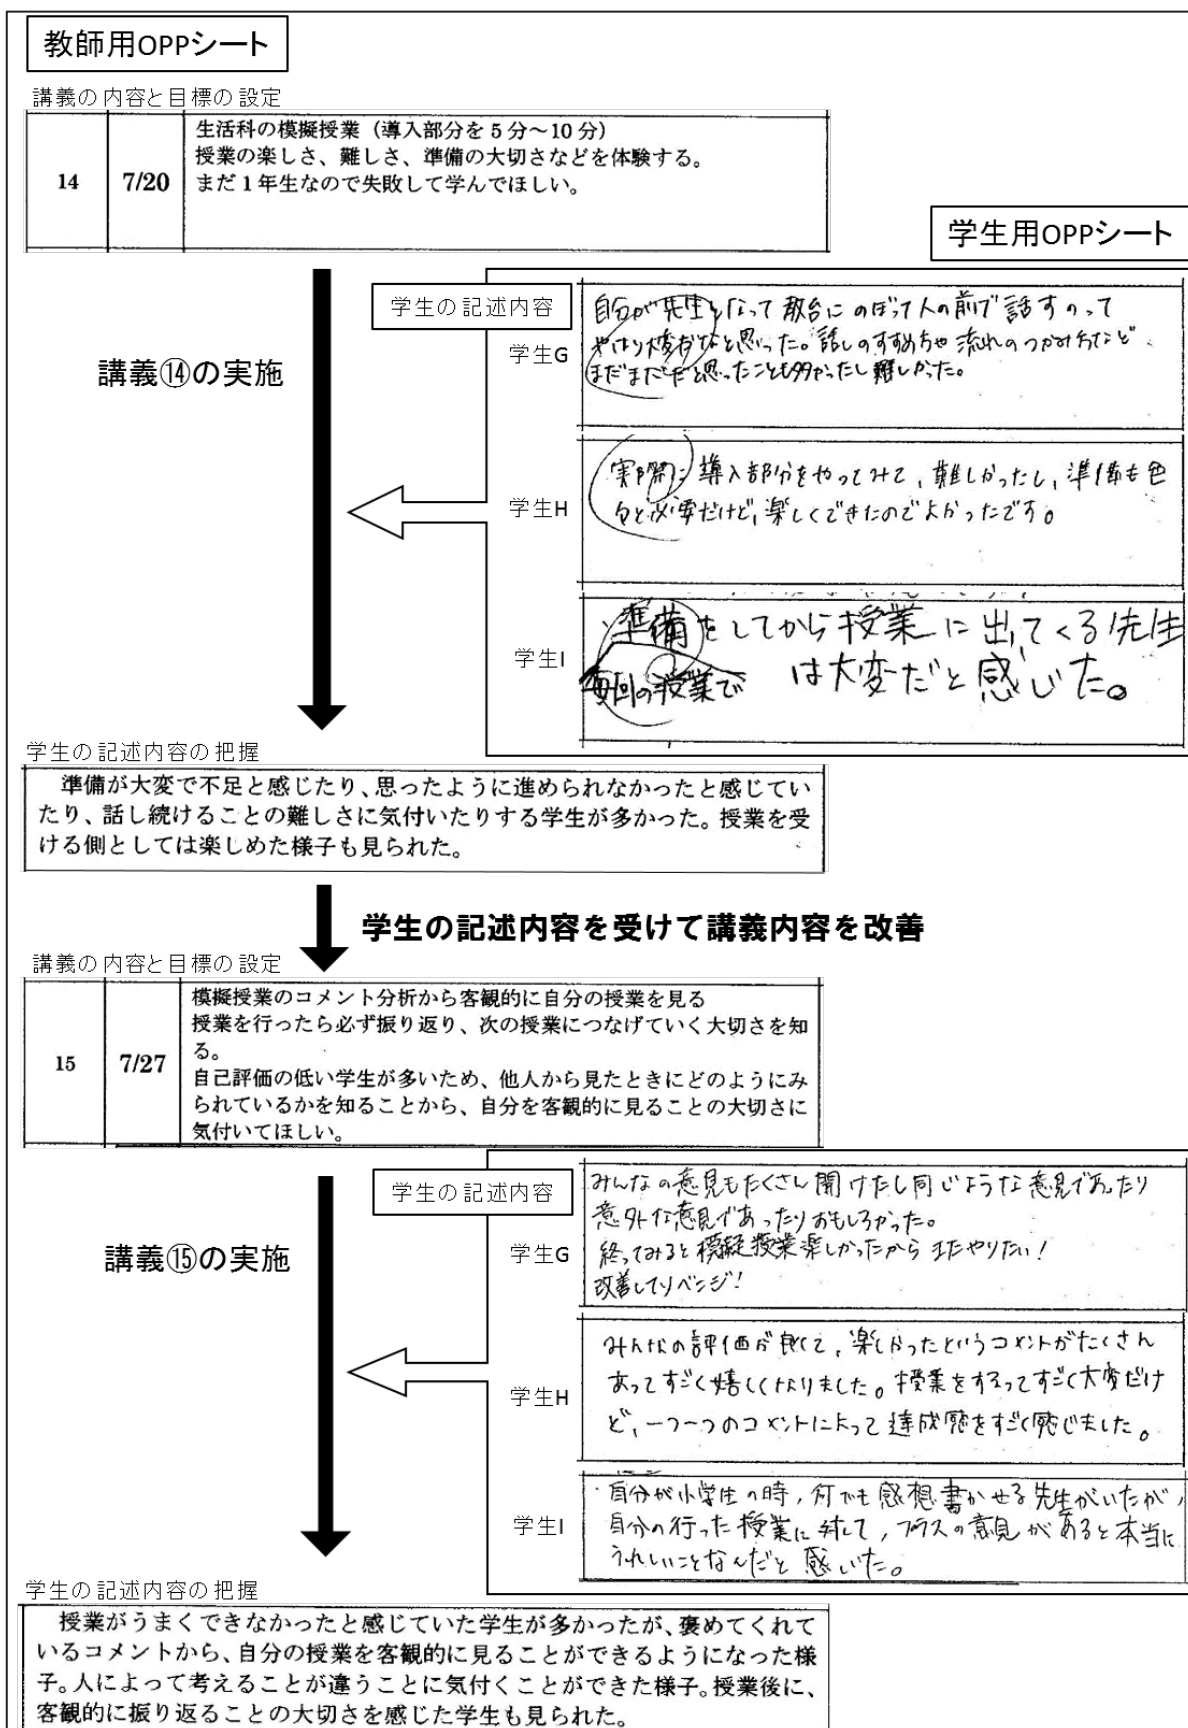 教師用OPPシート
講義の内容と目標の設定
14
7/20
生活科の模擬授業(導入部分を5分～10分)
授業の楽しさ、難しさ、準備の大切さなどを体験する。
まだ1年生なので失敗して学んでほしい。
学生用OPPシート
講義⑭の実施
学生の記述内容
学生G
自分が先生となって教台にのぼって人の前で話すのって
やはり大変だなと思った。話しのすすめ方や流れのつかみ方など
まだまだだと思ったことも多かったし難しかった。
学生H
実際に導入部分をやってみて、難しかったし、準備も色
々と必要だけど、楽しくできたのでよかったです。
学生I
準備をしてから授業に出てくる先生
毎回の授業で は大変だと感じた。
学生の記述内容の把握
準備が大変で不足と感じたり、思ったように進められなかったと感じてい
たり、話し続けることの難しさに気付いたりする学生が多かった。授業を受
ける側としては楽しめた様子も見られた。
学生の記述内容を受けて講義内容を改善
講義の内容と目標の設定
15
7/27
模擬授業のコメント分析から客観的に自分の授業を見る
授業を行ったら必ず振り返り、次の授業につなげていく大切さを知
る。
自己評価の低い学生が多いため、他人から見たときにどのようにみ
られているかを知ることから、自分を客観的に見ることの大切さに
気付いてほしい。
講義⑮の実施
学生の記述内容
学生G
みんなの意見もたくさん聞けたし同じような意見であったり
意外な意見であったりおもしろかった。
終ってみると模擬授業楽しかったからまたやりたい!
改善してリベンジ!
学生H
みんなの評価が良くて、楽しかったというコメントがたくさん
あってすごく嬉しくなりました。授業をするってすごく大変だけ
ど、一つ一つのコメントによって達成感をすごく感じました。
学生I
自分が小学生の時、何でも感想書かせる先生がいたが、
自分の行った授業に対して、プラスの意見があると本当に
うれしいことなんだと感じた。
学生の記述内容の把握
授業がうまくできなかったと感じていた学生が多かったが、褒めてくれて
いるコメントから、自分の授業を客観的に見ることができるようになった様
子。人によって考えることが違うことに気付くことができた様子。授業後に、
客観的に振り返ることの大切さを感じた学生も見られた。